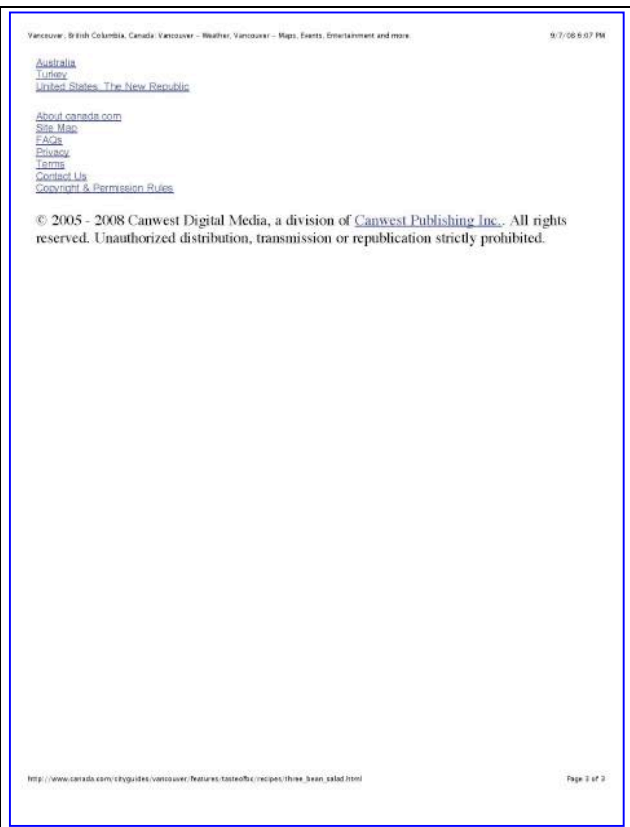 Vancouver, British Columbia, Canada: Vancouver – Weather, Vancouver – Maps, Events, Entertainment and more 9/7/08 6:07 PM
Australia
Turkey
United States: The New Republic
About canada.com
Site Map
FAQs
Privacy
Terms
Contact Us
Copyright & Permission Rules
© 2005 - 2008 Canwest Digital Media, a division of Canwest Publishing Inc.. All rights
reserved. Unauthorized distribution, transmission or republication strictly prohibited.
http://www.canada.com/cityguides/vancouver/features/tasteofbc/recipes/three_bean_salad.html Page 3 of 3